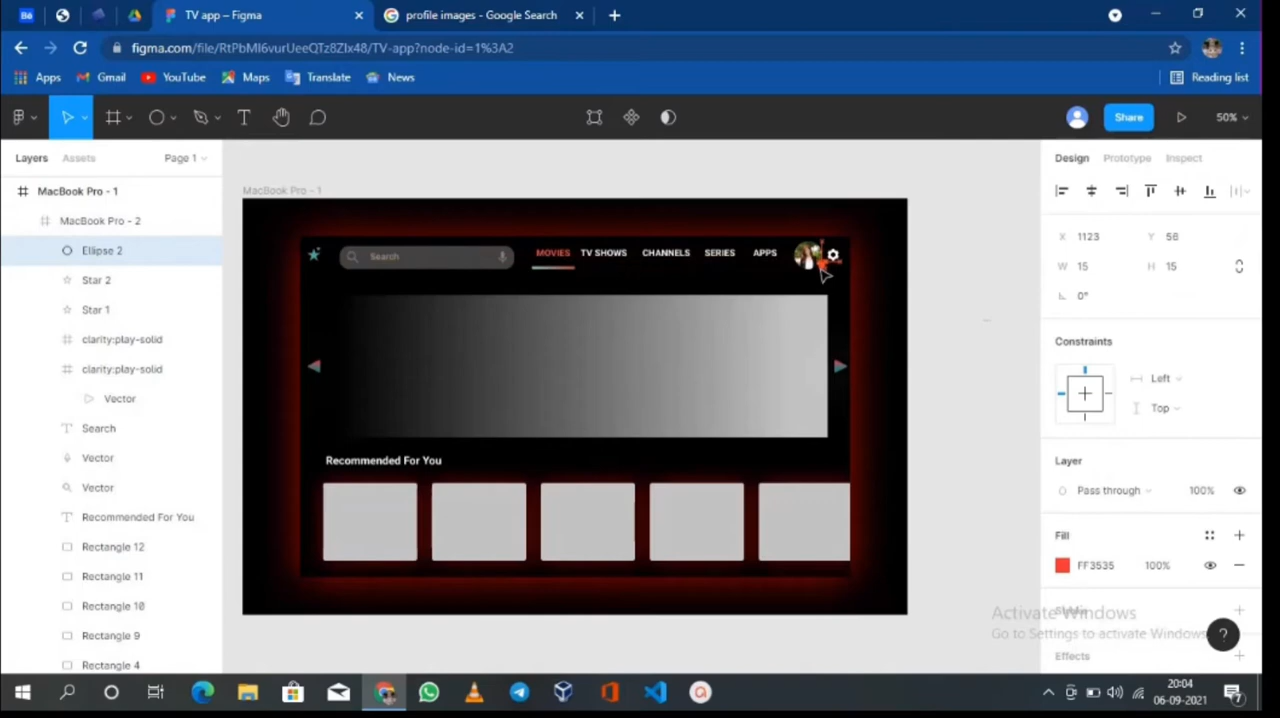 TV app – Figma
profile images - Google Search
figma.com/file/RtPbMl6vurUeeQTz8ZIx48/TV-app?node-id=1%3A2
Apps Gmail YouTube Maps Translate News Reading list
Share 50%
Layers Assets Page 1
Design Prototype Inspect
MacBook Pro - 1
MacBook Pro - 2
Ellipse 2
Star 2
Star 1
clarity:play-solid
clarity:play-solid
Vector
Search
Vector
Vector
Recommended For You
Rectangle 12
Rectangle 11
Rectangle 10
Rectangle 9
Rectangle 4
MacBook Pro - 1
Search MOVIES TV SHOWS CHANNELS SERIES APPS
Recommended For You
X 1123 Y 56
W 15 H 15
0°
Constraints
Left
Top
Layer
Pass through 100%
Fill
FF3535 100%
Effects
Activate Windows
Go to Settings to activate Windows.
?
20:04
06-09-2021
7